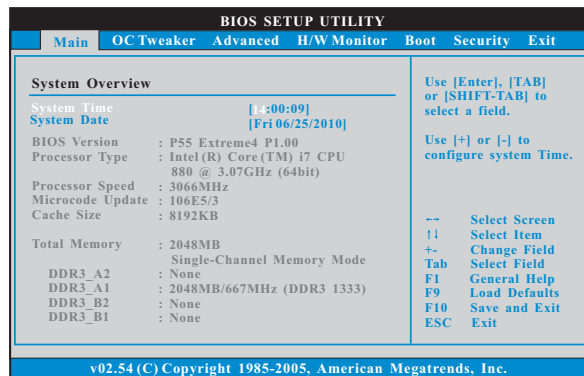 BIOS SETUP UTILITY
Main OC Tweaker Advanced H/W Monitor Boot Security Exit
System Overview
System Time [14:00:09]
System Date [Fri 06/25/2010]
BIOS Version : P55 Extreme4 P1.00
Processor Type : Intel (R) Core (TM) i7 CPU
880 @ 3.07GHz (64bit)
Processor Speed : 3066MHz
Microcode Update : 106E5/3
Cache Size : 8192KB
Total Memory : 2048MB
Single-Channel Memory Mode
DDR3_A2 : None
DDR3_A1 : 2048MB/667MHz (DDR3 1333)
DDR3_B2 : None
DDR3_B1 : None
Use [Enter], [TAB]
or [SHIFT-TAB] to
select a field.
Use [+] or [-] to
configure system Time.
←→ Select Screen
↑↓ Select Item
+- Change Field
Tab Select Field
F1 General Help
F9 Load Defaults
F10 Save and Exit
ESC Exit
v02.54 (C) Copyright 1985-2005, American Megatrends, Inc.